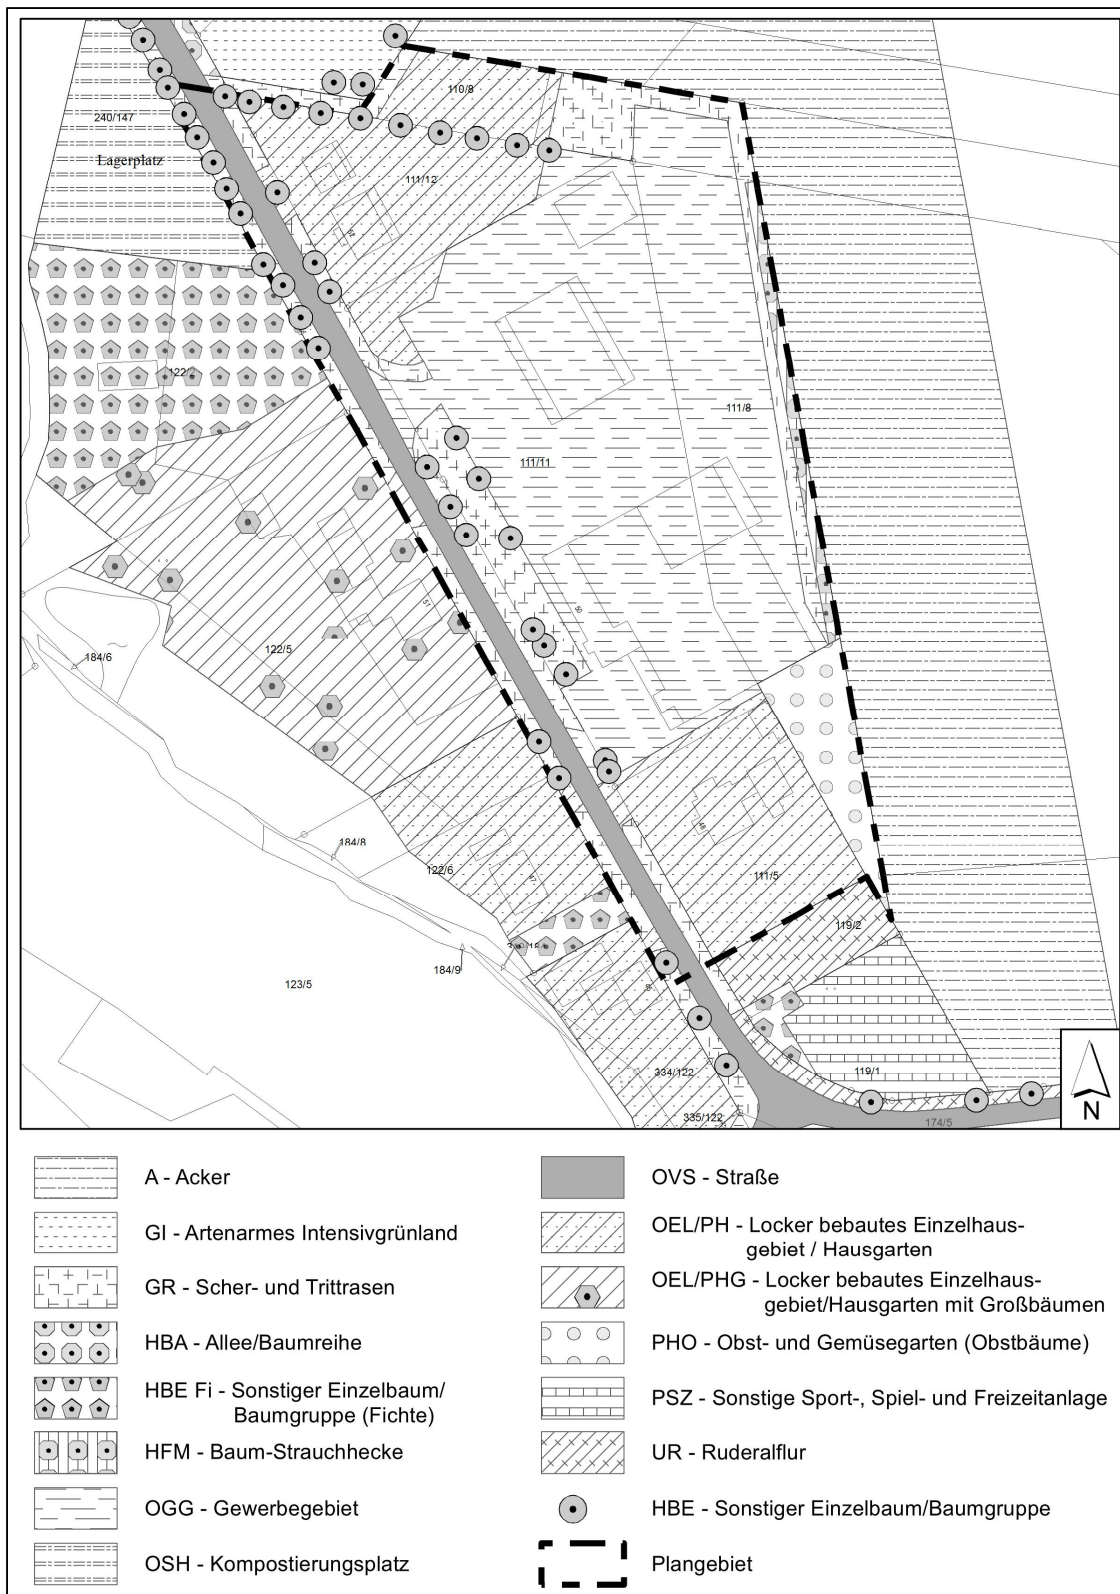 110/8
240/147
Lagerplatz
111/12
122/2
111/8
111/11
50
51
122/5
184/6
48
184/8
122/6
47
111/5
119/2
184/9
123/5
334/122
119/1
335/122
174/5
N
A - Acker
GI - Artenarmes Intensivgrünland
GR - Scher- und Trittrasen
HBA - Allee/Baumreihe
HBE Fi - Sonstiger Einzelbaum/
Baumgruppe (Fichte)
HFM - Baum-Strauchhecke
OGG - Gewerbegebiet
OSH - Kompostierungsplatz
OVS - Straße
OEL/PH - Locker bebautes Einzelhaus-
gebiet / Hausgarten
OEL/PHG - Locker bebautes Einzelhaus-
gebiet/Hausgarten mit Großbäumen
PHO - Obst- und Gemüsegarten (Obstbäume)
PSZ - Sonstige Sport-, Spiel- und Freizeitanlage
UR - Ruderalflur
HBE - Sonstiger Einzelbaum/Baumgruppe
Plangebiet